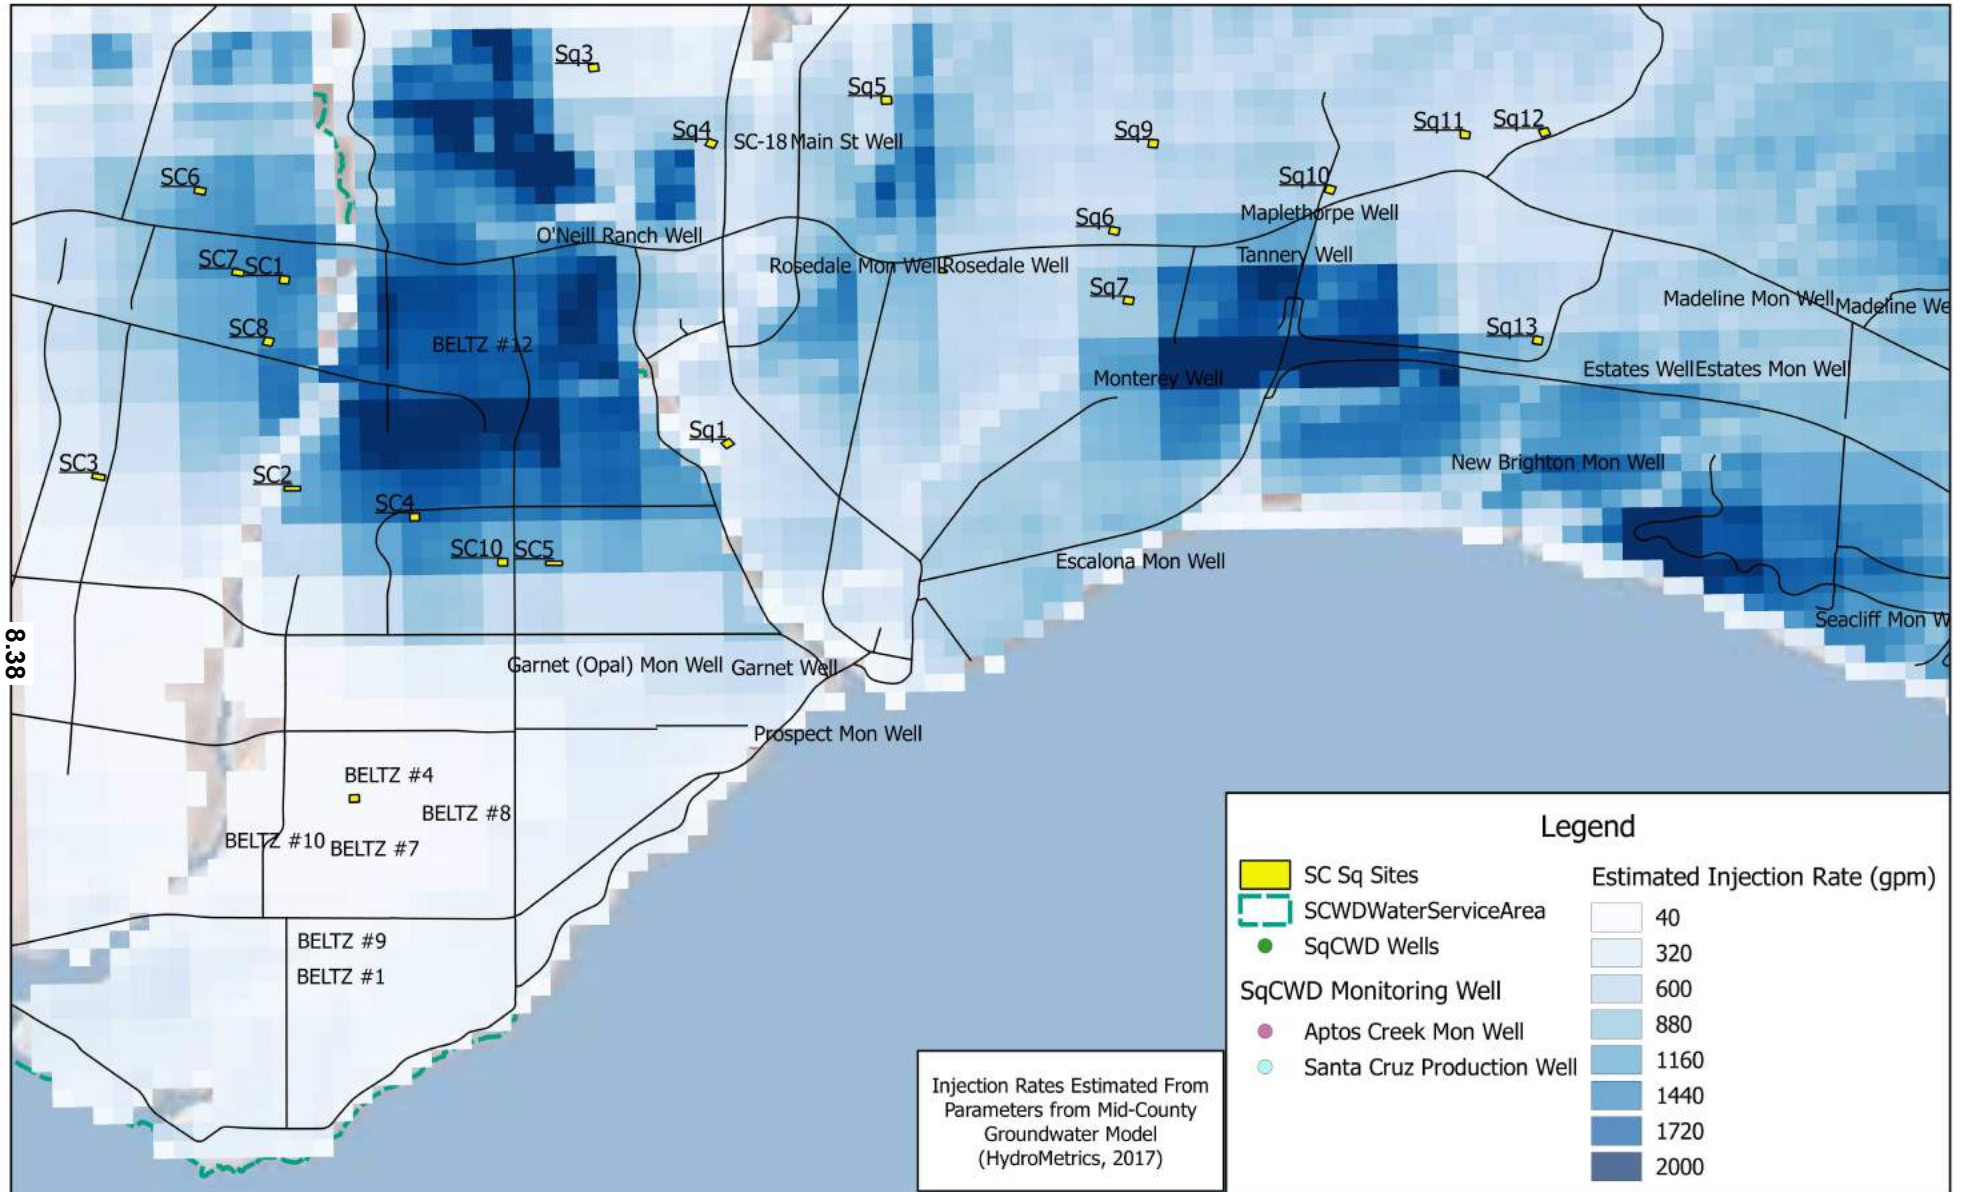 Sq3
Sq5
Sq4
SC-18 Main St Well
Sq9
Sq11
Sq12
SC6
Sq10
Maplethorpe Well
Sq6
O'Neill Ranch Well
Tannery Well
SC7
SC1
Rosedale Mon Well
Rosedale Well
Sq7
Madeline Mon Well
Madeline We
SC8
BELTZ #12
Sq13
Monterey Well
Estates Well
Estates Mon Well
Sq1
SC3
SC2
New Brighton Mon Well
SC4
SC10
SC5
Escalona Mon Well
Seacliff Mon W
8.38
Garnet (Opal) Mon Well
Garnet Well
Prospect Mon Well
BELTZ #4
BELTZ #8
BELTZ #10
BELTZ #7
BELTZ #9
BELTZ #1
Injection Rates Estimated From
Parameters from Mid-County
Groundwater Model
(HydroMetrics, 2017)
Legend
SC Sq Sites
SCWDWaterServiceArea
SqCWD Wells
SqCWD Monitoring Well
Aptos Creek Mon Well
Santa Cruz Production Well
Estimated Injection Rate (gpm)
40
320
600
880
1160
1440
1720
2000